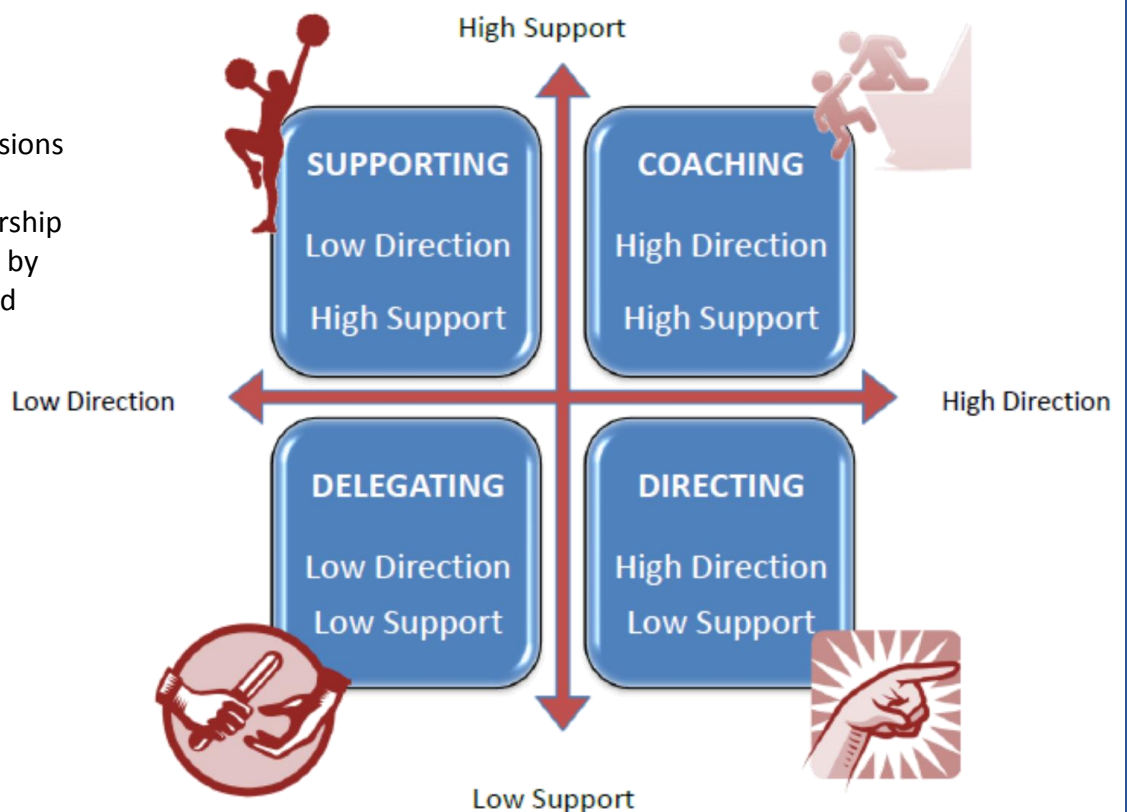 High Support
sions
rship
by
d
SUPPORTING
Low Direction
High Support
COACHING
High Direction
High Support
Low Direction
High Direction
DELEGATING
Low Direction
Low Support
DIRECTING
High Direction
Low Support
Low Support